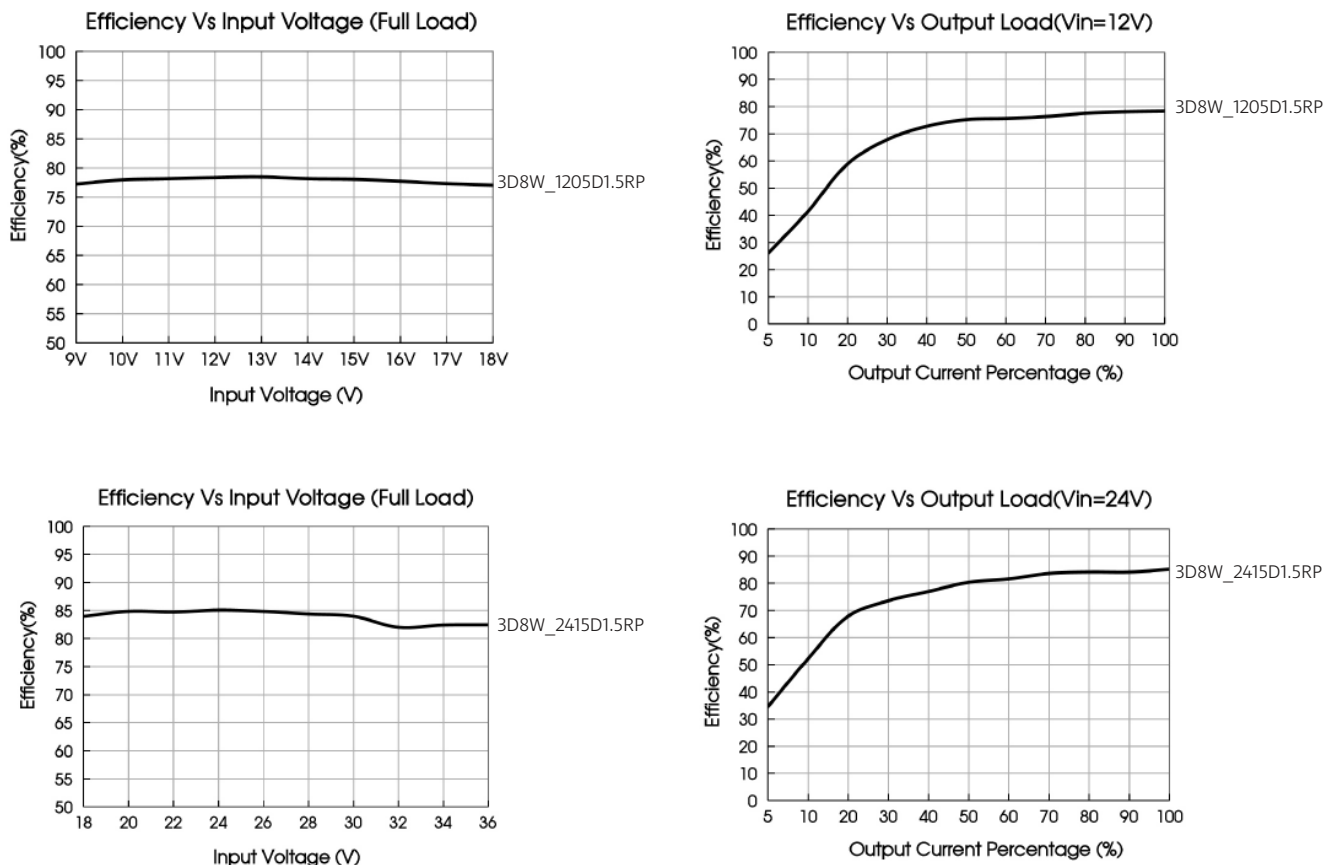 Efficiency Vs Input Voltage (Full Load)
100
95
90
85
80
75
70
65
60
55
50
Efficiency(%)
3D8W_1205D1.5RP
9V 10V 11V 12V 13V 14V 15V 16V 17V 18V
Input Voltage (V)
Efficiency Vs Output Load(Vin=12V)
100
90
80
70
60
50
40
30
20
10
0
Efficiency(%)
3D8W_1205D1.5RP
5 10 20 30 40 50 60 70 80 90 100
Output Current Percentage (%)
Efficiency Vs Input Voltage (Full Load)
100
95
90
85
80
75
70
65
60
55
50
Efficiency(%)
3D8W_2415D1.5RP
18 20 22 24 26 28 30 32 34 36
Input Voltage (V)
Efficiency Vs Output Load(Vin=24V)
100
90
80
70
60
50
40
30
20
10
0
Efficiency(%)
3D8W_2415D1.5RP
5 10 20 30 40 50 60 70 80 90 100
Output Current Percentage (%)